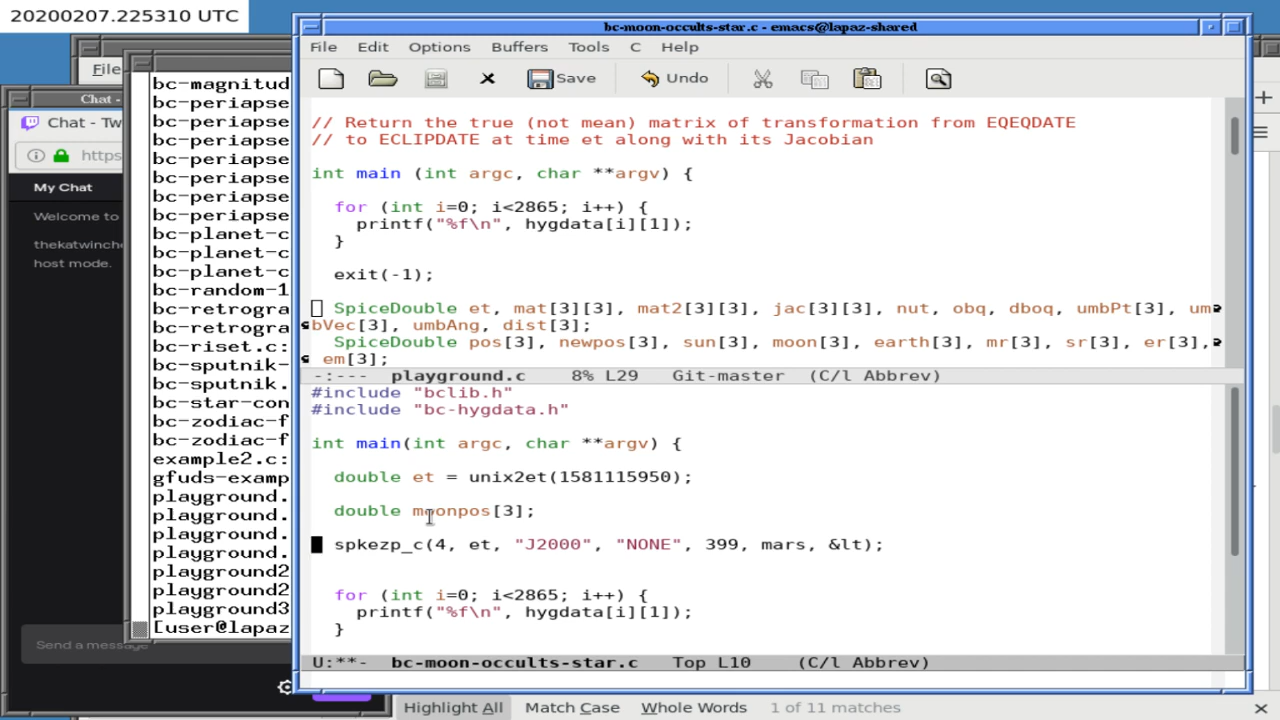 20200207.225310 UTC
bc-moon-occults-star.c - emacs@lapaz-shared
File Edit Options Buffers Tools C Help
Save Undo
// Return the true (not mean) matrix of transformation from EQEQDATE
// to ECLIPDATE at time et along with its Jacobian
int main (int argc, char **argv) {
for (int i=0; i<2865; i++) {
printf("%f\n", hygdata[i][1]);
}
exit(-1);
SpiceDouble et, mat[3][3], mat2[3][3], jac[3][3], nut, obq, dboq, umbPt[3], um
bVec[3], umbAng, dist[3];
SpiceDouble pos[3], newpos[3], sun[3], moon[3], earth[3], mr[3], sr[3], er[3],
em[3];
-:--- playground.c 8% L29 Git-master (C/l Abbrev)
#include "bclib.h"
#include "bc-hygdata.h"
int main(int argc, char **argv) {
double et = unix2et(1581115950);
double moonpos[3];
spkezp_c(4, et, "J2000", "NONE", 399, mars, &lt);
for (int i=0; i<2865; i++) {
printf("%f\n", hygdata[i][1]);
}
U:**- bc-moon-occults-star.c Top L10 (C/l Abbrev)
File
bc-magnitud
bc-periapse
bc-periapse
bc-periapse
bc-periapse
bc-periapse
bc-periapse
bc-periapse
bc-planet-c
bc-planet-c
bc-planet-c
bc-random-1
bc-retrogra
bc-retrogra
bc-riset.c:
bc-sputnik-
bc-sputnik.
bc-star-con
bc-zodiac-f
bc-zodiac-f
example2.c:
gfuds-examp
playground.
playground.
playground.
playground.
playground2
playground2
playground3
[user@lapaz
Chat -
Chat - Tw
https
My Chat
Welcome to
thekatwinche
host mode.
Send a message
Highlight All Match Case Whole Words 1 of 11 matches